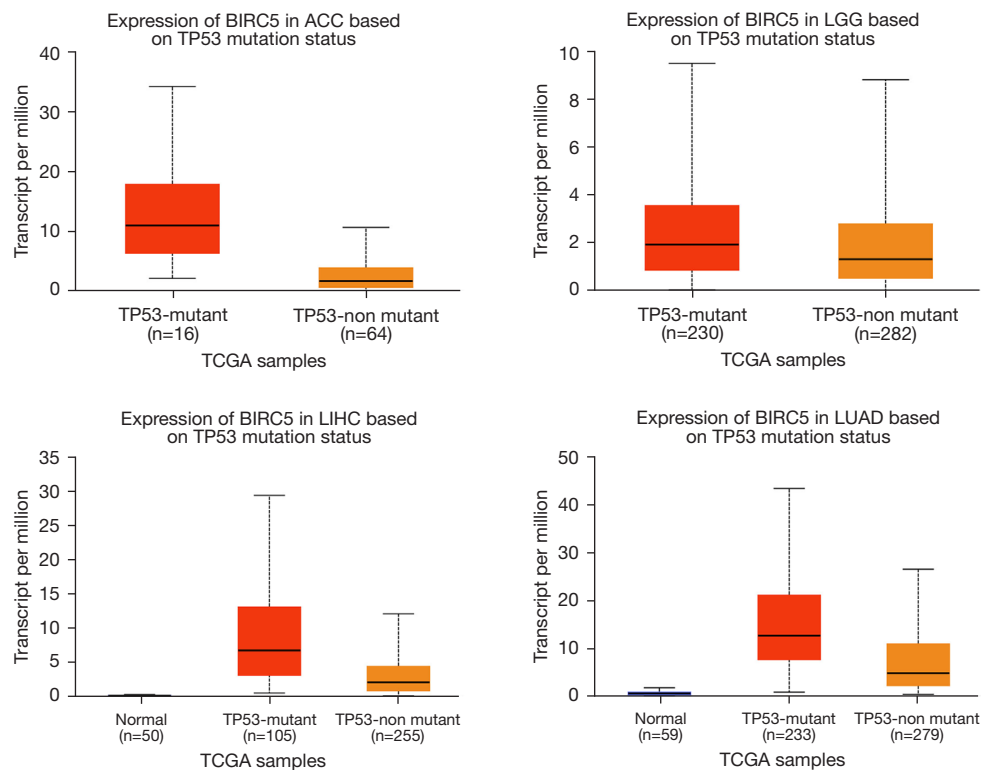 Expression of BIRC5 in ACC based
on TP53 mutation status
Transcript per million
40
30
20
10
0
TP53-mutant
(n=16)
TP53-non mutant
(n=64)
TCGA samples
Expression of BIRC5 in LGG based
on TP53 mutation status
Transcript per million
10
8
6
4
2
0
TP53-mutant
(n=230)
TP53-non mutant
(n=282)
TCGA samples
Expression of BIRC5 in LIHC based
on TP53 mutation status
Transcript per million
35
30
25
20
15
10
5
0
Normal
(n=50)
TP53-mutant
(n=105)
TP53-non mutant
(n=255)
TCGA samples
Expression of BIRC5 in LUAD based
on TP53 mutation status
Transcript per million
50
40
30
20
10
0
Normal
(n=59)
TP53-mutant
(n=233)
TP53-non mutant
(n=279)
TCGA samples